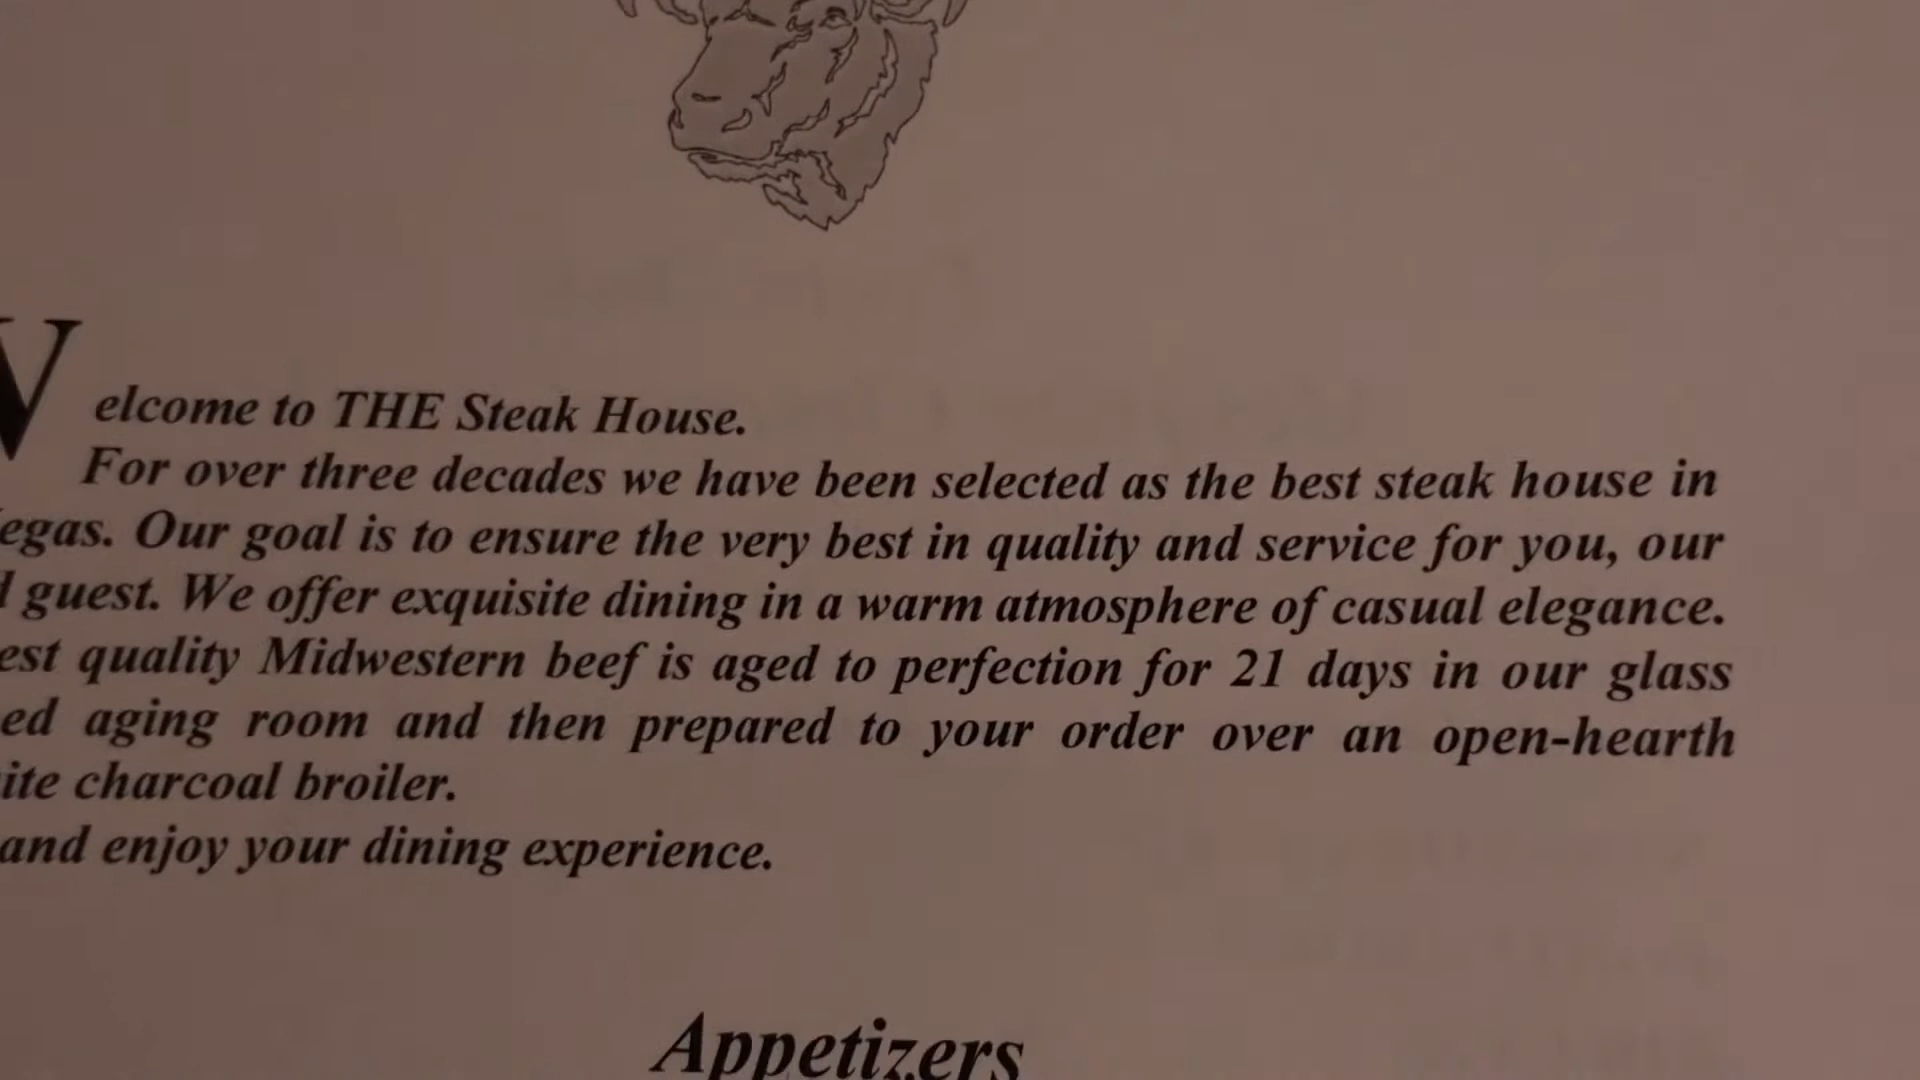 Welcome to THE Steak House.
For over three decades we have been selected as the best steak house in
egas. Our goal is to ensure the very best in quality and service for you, our
guest. We offer exquisite dining in a warm atmosphere of casual elegance.
est quality Midwestern beef is aged to perfection for 21 days in our glass
ed aging room and then prepared to your order over an open-hearth
ite charcoal broiler.
and enjoy your dining experience.
Appetizers